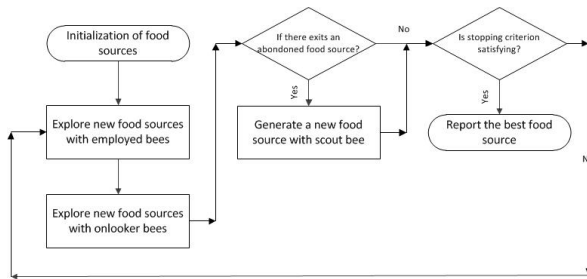 Initialization of food
sources
Explore new food sources
with employed bees
Explore new food sources
with onlooker bees
If there exits an
abondoned food source?
No
Yes
Generate a new food
source with scout bee
Is stopping criterion
satisfying?
Yes
Report the best food
source